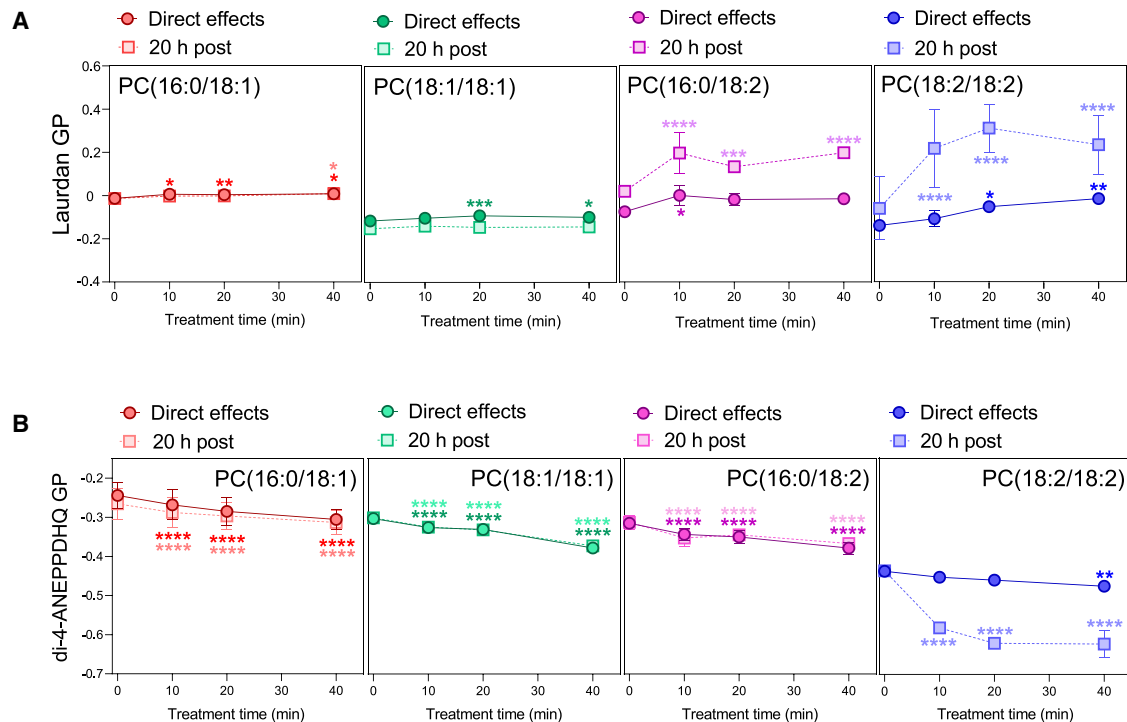 A
Direct effects
20 h post
Direct effects
20 h post
Direct effects
20 h post
Direct effects
20 h post
Laurdan GP
0.6
0.4
0.2
0
-0.2
-0.4
PC(16:0/18:1)
* ** * *
0 10 20 30 40
Treatment time (min)
PC(18:1/18:1)
*** *
0 10 20 30 40
Treatment time (min)
PC(16:0/18:2)
**** *** ****
*
0 10 20 30 40
Treatment time (min)
PC(18:2/18:2)
****
****
**** * **
0 10 20 30 40
Treatment time (min)
B
Direct effects
20 h post
Direct effects
20 h post
Direct effects
20 h post
Direct effects
20 h post
di-4-ANEPPDHQ GP
-0.2
-0.3
-0.4
-0.5
-0.6
-0.7
PC(16:0/18:1)
**** **** ****
**** **** ****
0 10 20 30 40
Treatment time (min)
PC(18:1/18:1)
**** **** ****
**** **** ****
0 10 20 30 40
Treatment time (min)
PC(16:0/18:2)
**** **** ****
**** **** ****
0 10 20 30 40
Treatment time (min)
PC(18:2/18:2)
**
**** **** ****
0 10 20 30 40
Treatment time (min)